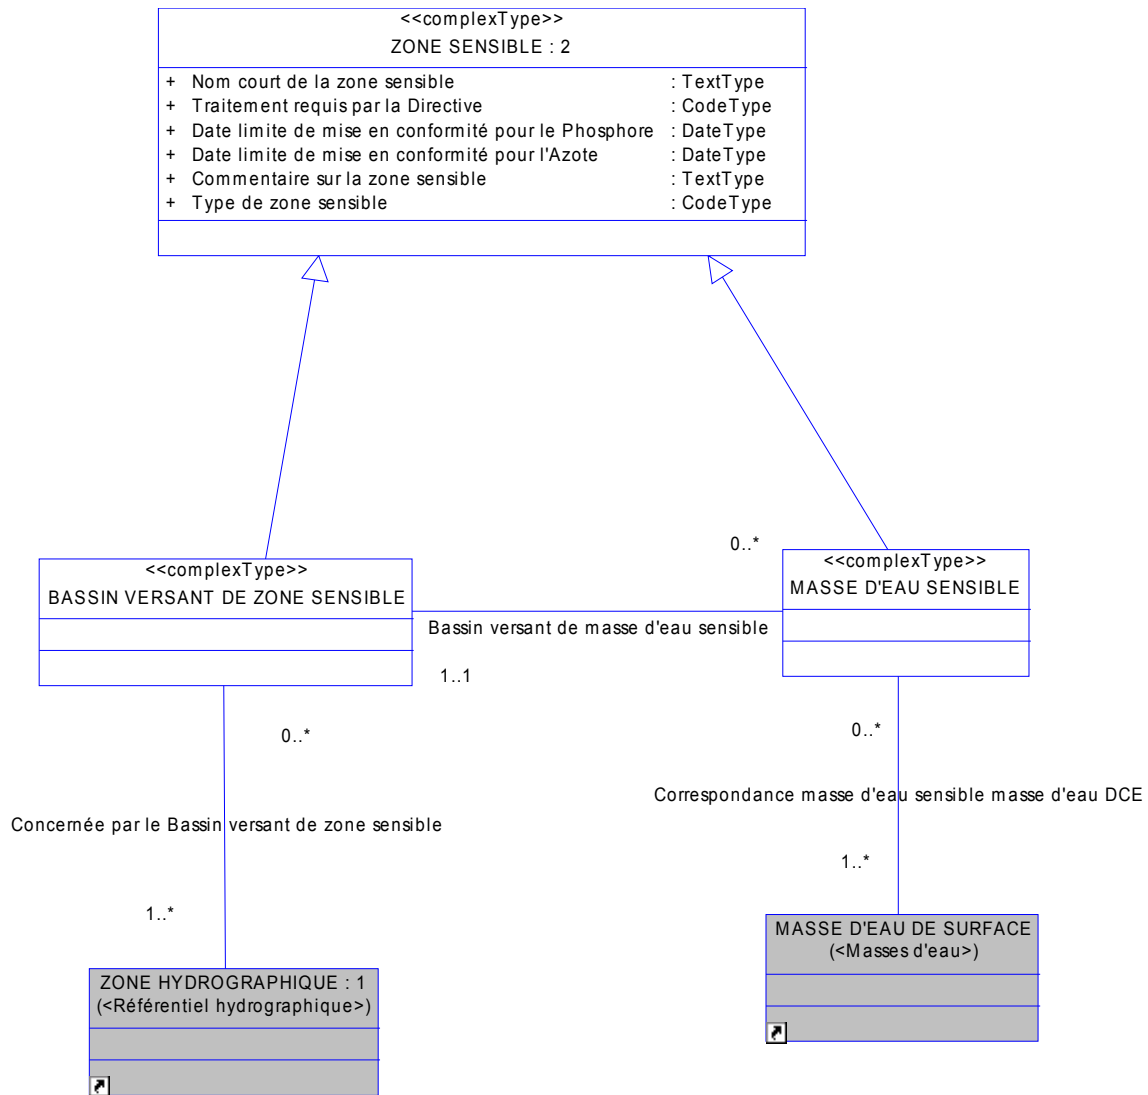 <<complexType>>
ZONE SENSIBLE : 2
+ Nom court de la zone sensible : TextType
+ Traitement requis par la Directive : CodeType
+ Date limite de mise en conformité pour le Phosphore : DateType
+ Date limite de mise en conformité pour l'Azote : DateType
+ Commentaire sur la zone sensible : TextType
+ Type de zone sensible : CodeType
0..*
<<complexType>>
BASSIN VERSANT DE ZONE SENSIBLE
<<complexType>>
MASSE D'EAU SENSIBLE
Bassin versant de masse d'eau sensible
1..1
0..*
0..*
Correspondance masse d'eau sensible masse d'eau DCE
Concernée par le Bassin versant de zone sensible
1..*
1..*
MASSE D'EAU DE SURFACE
(<Masses d'eau>)
ZONE HYDROGRAPHIQUE : 1
(<Référentiel hydrographique>)